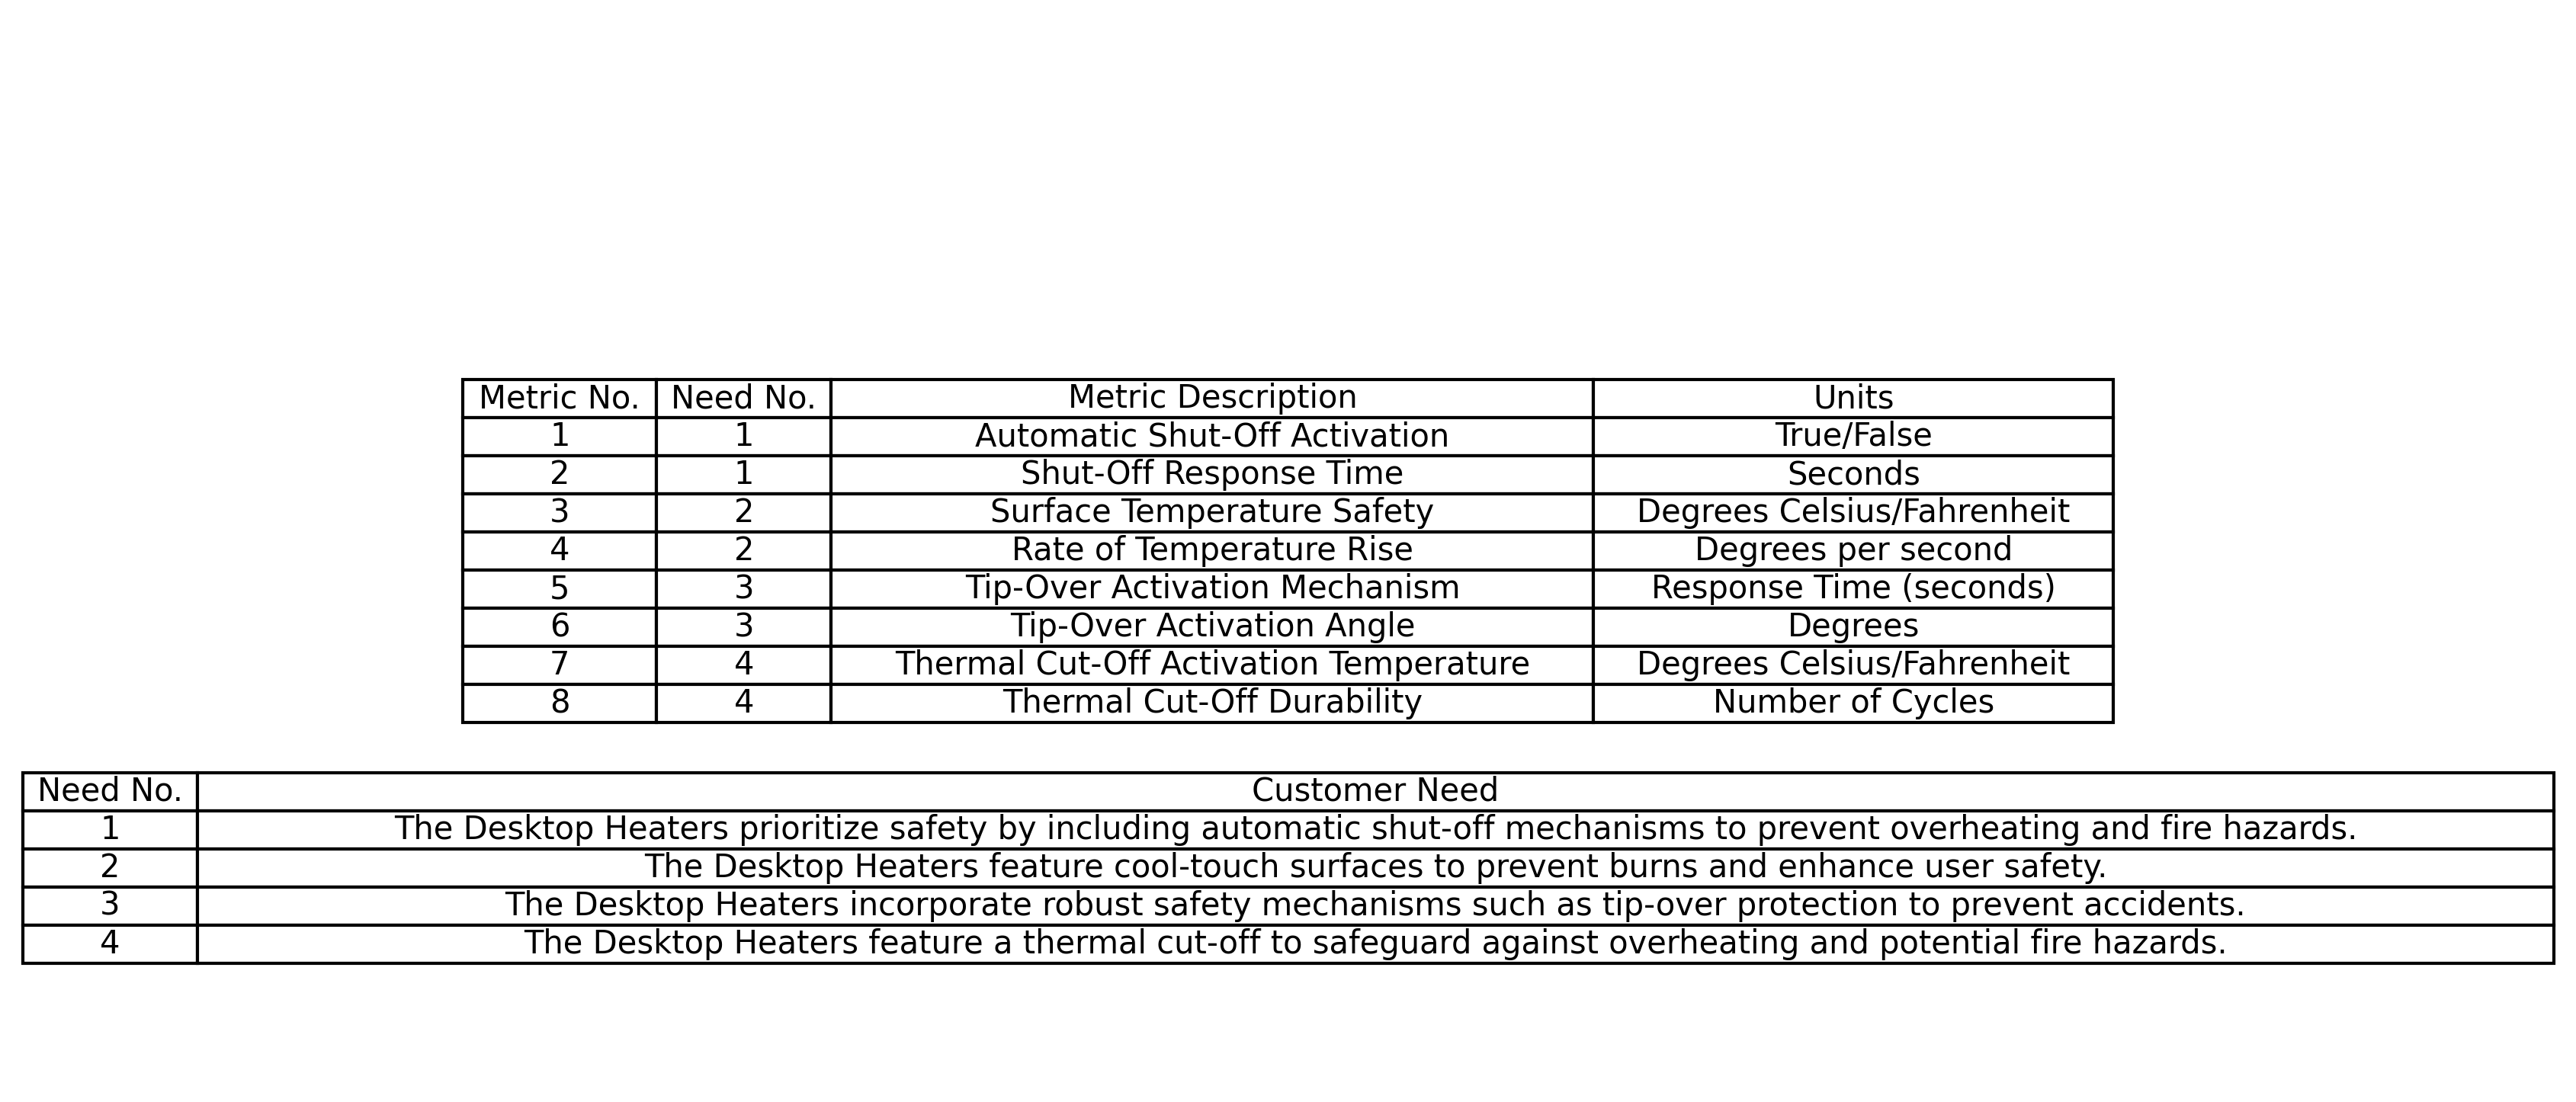 Metric No. Need No. Metric Description Units
1 1 Automatic Shut-Off Activation True/False
2 1 Shut-Off Response Time Seconds
3 2 Surface Temperature Safety Degrees Celsius/Fahrenheit
4 2 Rate of Temperature Rise Degrees per second
5 3 Tip-Over Activation Mechanism Response Time (seconds)
6 3 Tip-Over Activation Angle Degrees
7 4 Thermal Cut-Off Activation Temperature Degrees Celsius/Fahrenheit
8 4 Thermal Cut-Off Durability Number of Cycles
Need No. Customer Need
1 The Desktop Heaters prioritize safety by including automatic shut-off mechanisms to prevent overheating and fire hazards.
2 The Desktop Heaters feature cool-touch surfaces to prevent burns and enhance user safety.
3 The Desktop Heaters incorporate robust safety mechanisms such as tip-over protection to prevent accidents.
4 The Desktop Heaters feature a thermal cut-off to safeguard against overheating and potential fire hazards.